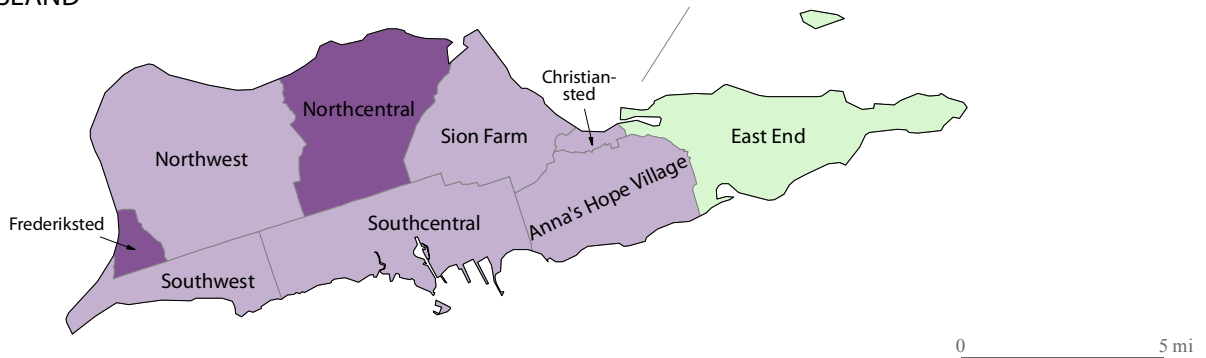 Northcentral
Christian-
sted
Sion Farm
East End
Northwest
Anna's Hope Village
Frederiksted
Southcentral
Southwest
0 5 mi